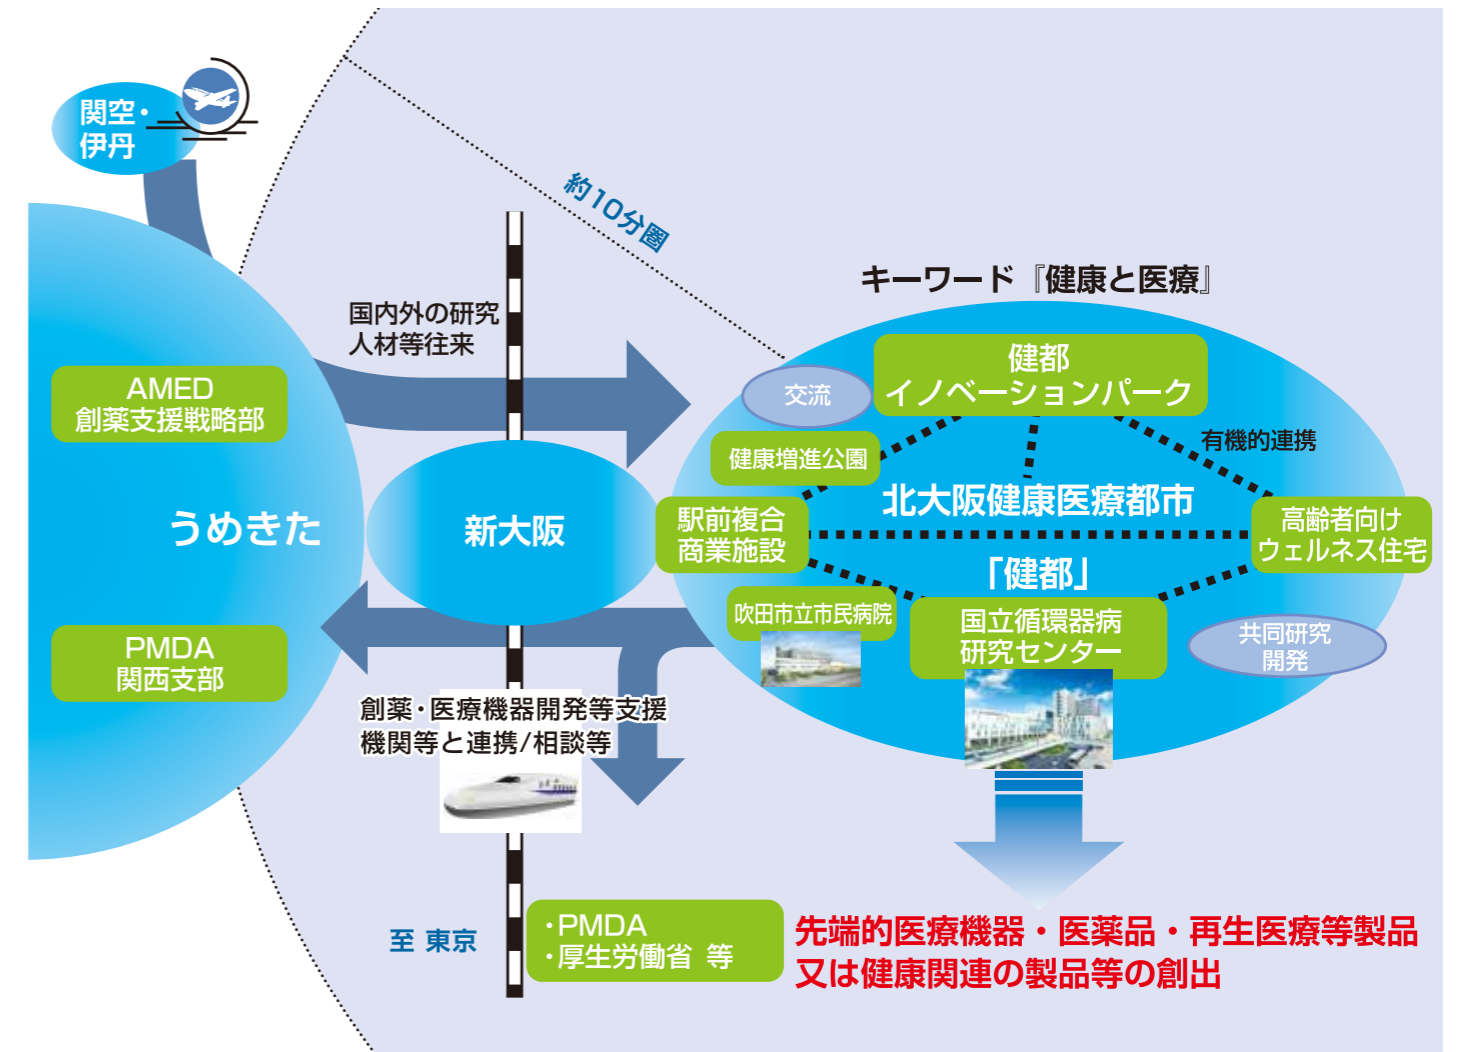 関空・
伊丹
約10分圏
キーワード『健康と医療』
国内外の研究
人材等往来
健都
イノベーションパーク
交流
AMED
創薬支援戦略部
有機的連携
健康増進公園
うめきた
新大阪
北大阪健康医療都市
「健都」
駅前複合
商業施設
高齢者向け
ウェルネス住宅
吹田市立市民病院
国立循環器病
研究センター
共同研究
開発
PMDA
関西支部
創薬・医療機器開発等支援
機関等と連携/相談等
至 東京
・PMDA
・厚生労働省 等
先端的医療機器・医薬品・再生医療等製品
又は健康関連の製品等の創出